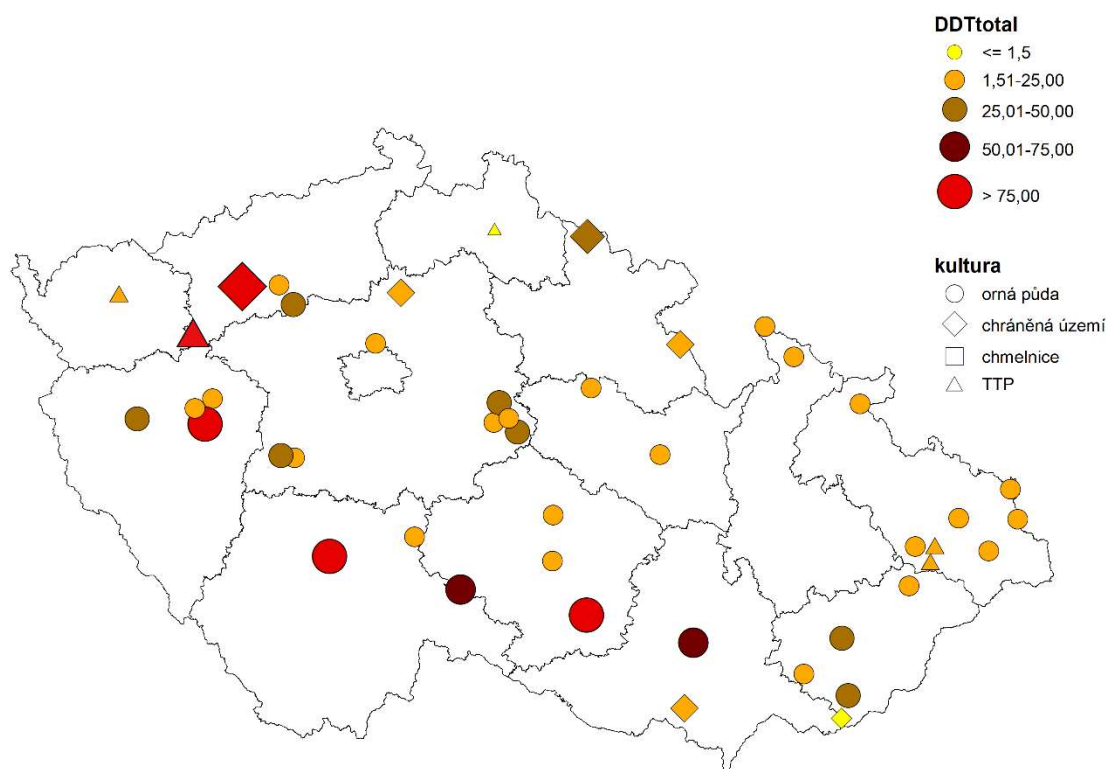 DDTtotal
<= 1,5
1,51-25,00
25,01-50,00
50,01-75,00
> 75,00
kultura
orná půda
chráněná území
chmelnice
TTP